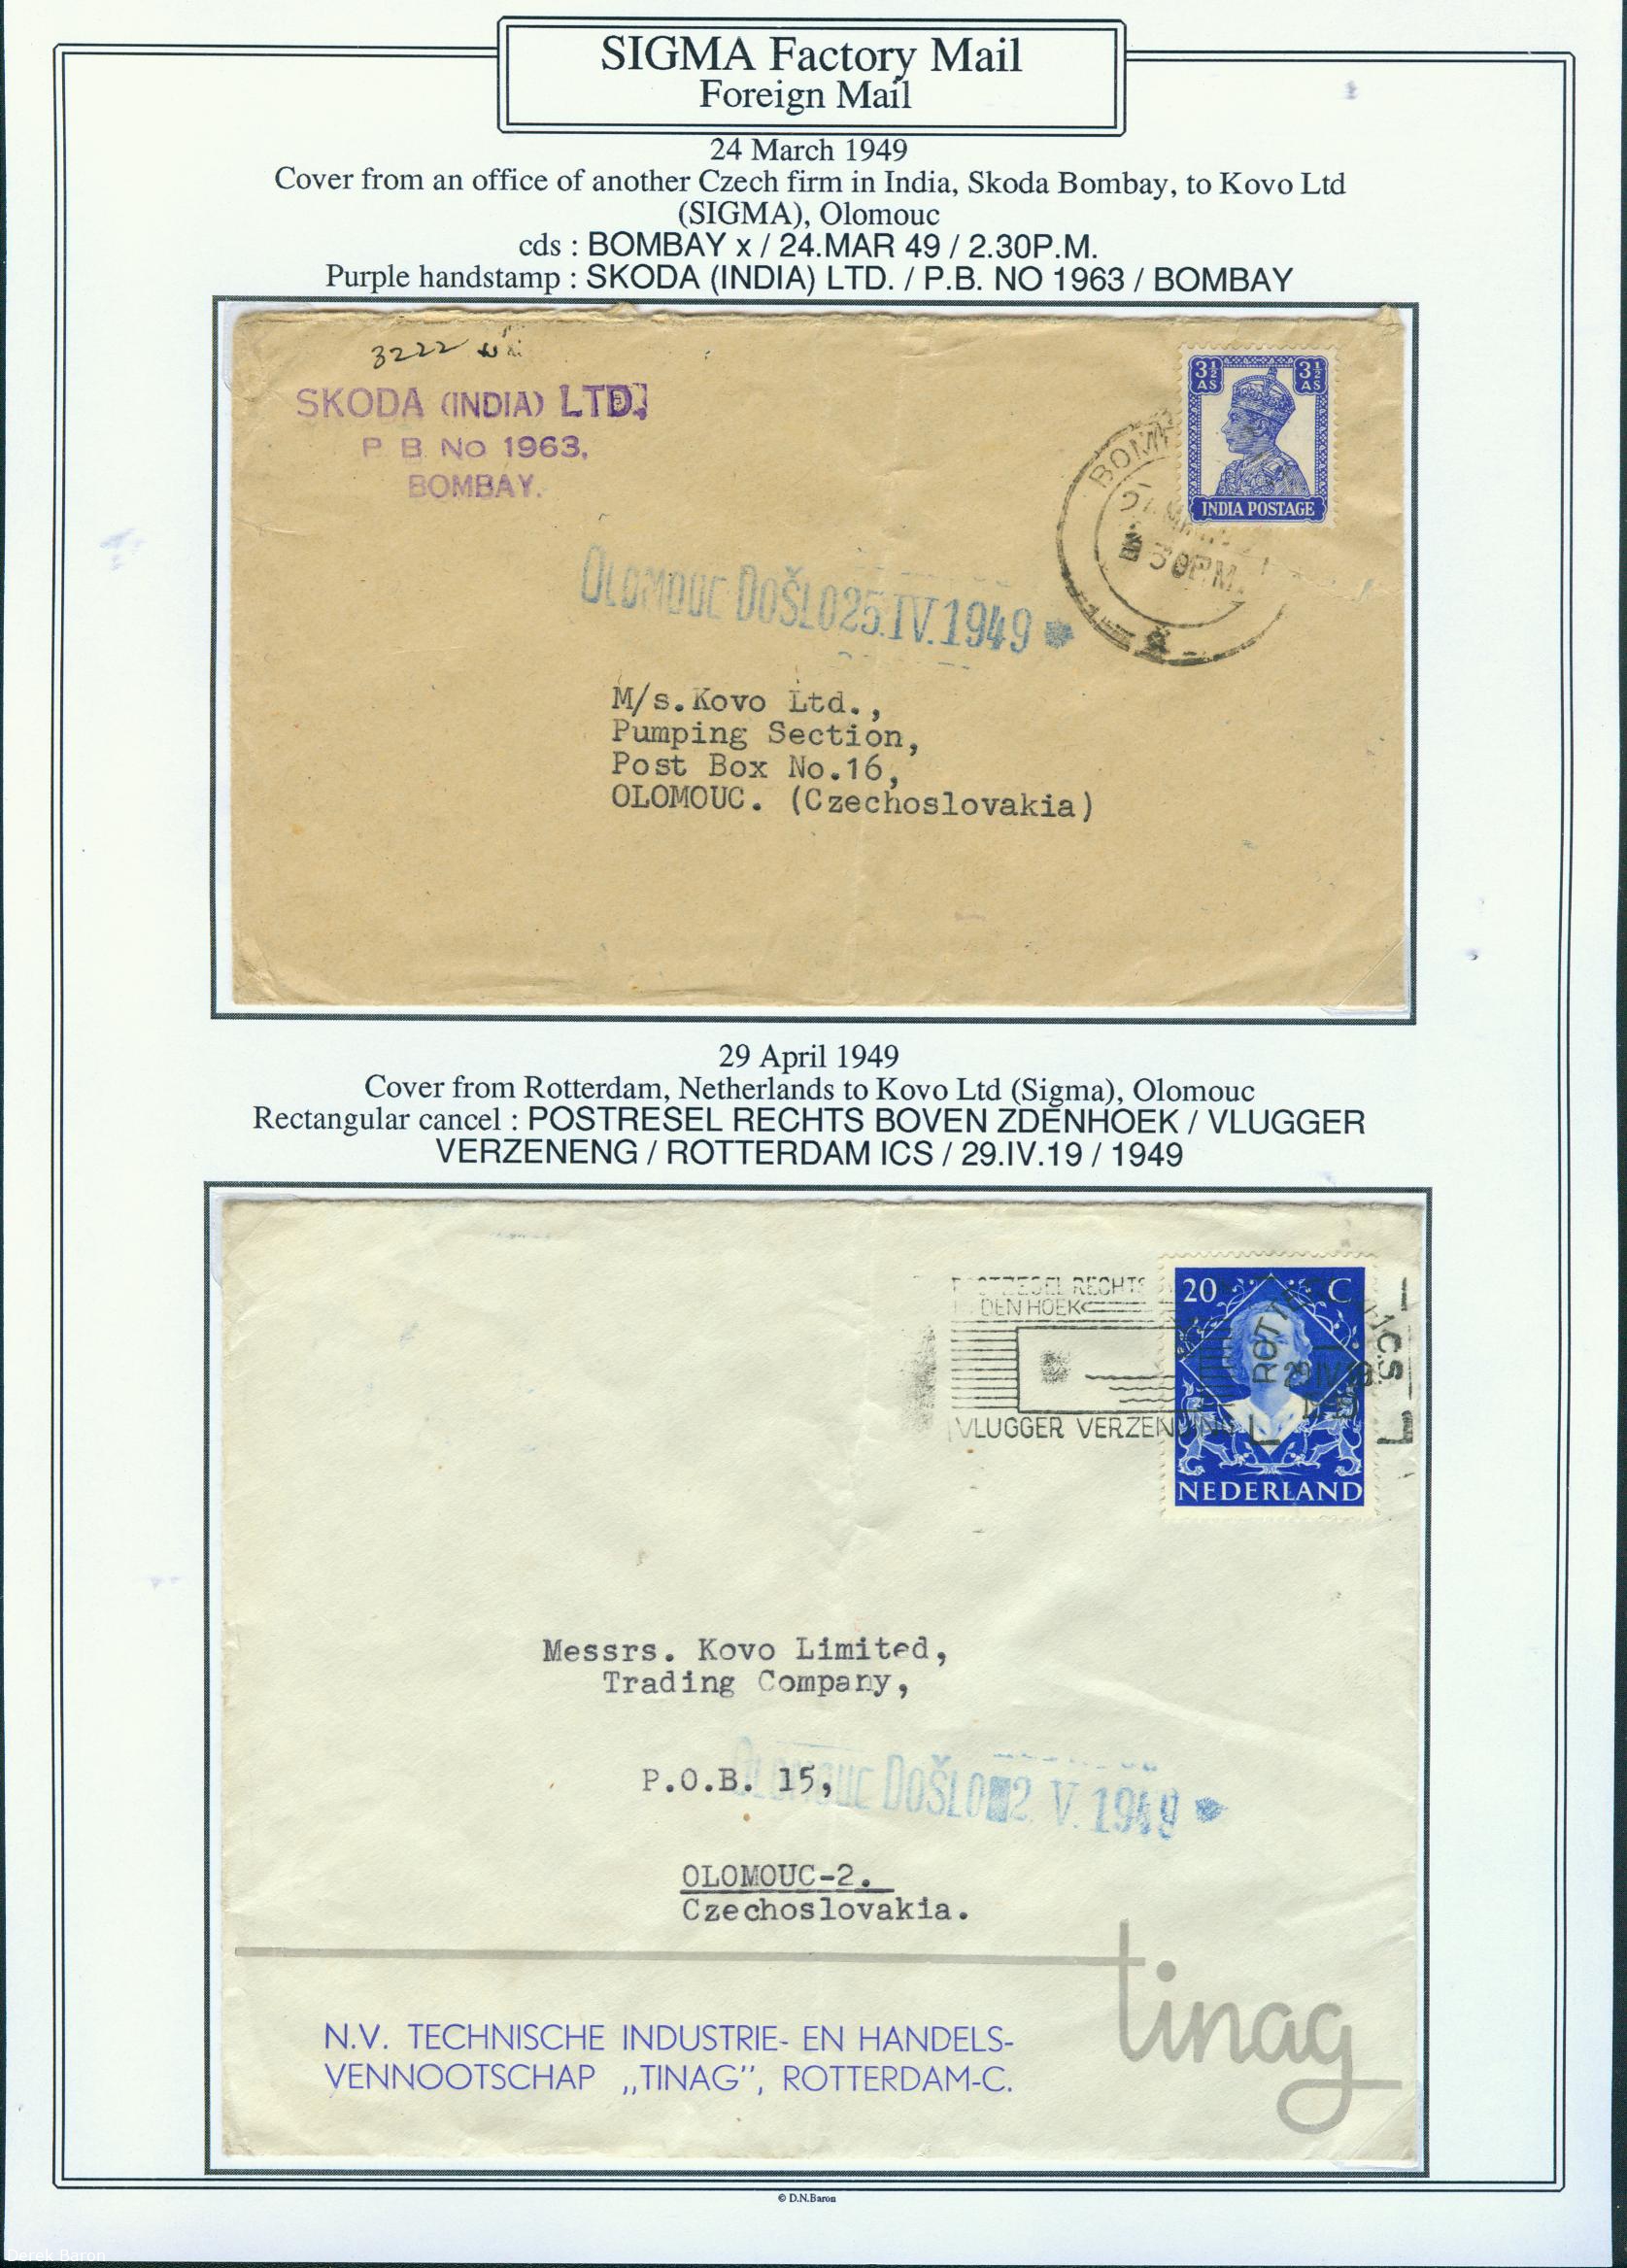 SIGMA Factory Mail
Foreign Mail
24 March 1949
Cover from an office of another Czech firm in India, Skoda Bombay, to Kovo Ltd
(SIGMA), Olomouc
cds : BOMBAY x / 24.MAR 49 / 2.30P.M.
Purple handstamp : SKODA (INDIA) LTD. / P.B. NO 1963 / BOMBAY
3222
SKODA (INDIA) LTD.
P B No 1963,
BOMBAY.
3½ AS 3½ AS
INDIA POSTAGE
30P.M.
OLOMOUC DOŠLO 25.IV.1949
M/s.Kovo Ltd.,
Pumping Section,
Post Box No.16,
OLOMOUC. (Czechoslovakia)
29 April 1949
Cover from Rotterdam, Netherlands to Kovo Ltd (Sigma), Olomouc
Rectangular cancel : POSTRESEL RECHTS BOVEN ZDENHOEK / VLUGGER
VERZENENG / ROTTERDAM ICS / 29.IV.19 / 1949
RECHTS
DEN HOEK
VLUGGER VERZENDING
20 C
NEDERLAND
Messrs. Kovo Limited,
Trading Company,
P.O.B. 15,
OLOMOUC DOŠLO 2. V. 1949
OLOMOUC-2.
Czechoslovakia.
tinag
N.V. TECHNISCHE INDUSTRIE- EN HANDELS-
VENNOOTSCHAP „TINAG”, ROTTERDAM-C.
© D.N.Baron
Derek Baron